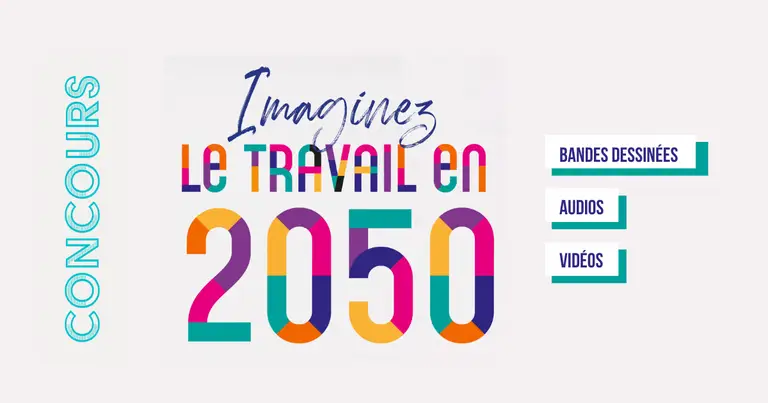 CONCOURS
Imaginez
Le TRAVAIL en
2050
BANDES DESSINÉES
AUDIOS
VIDÉOS